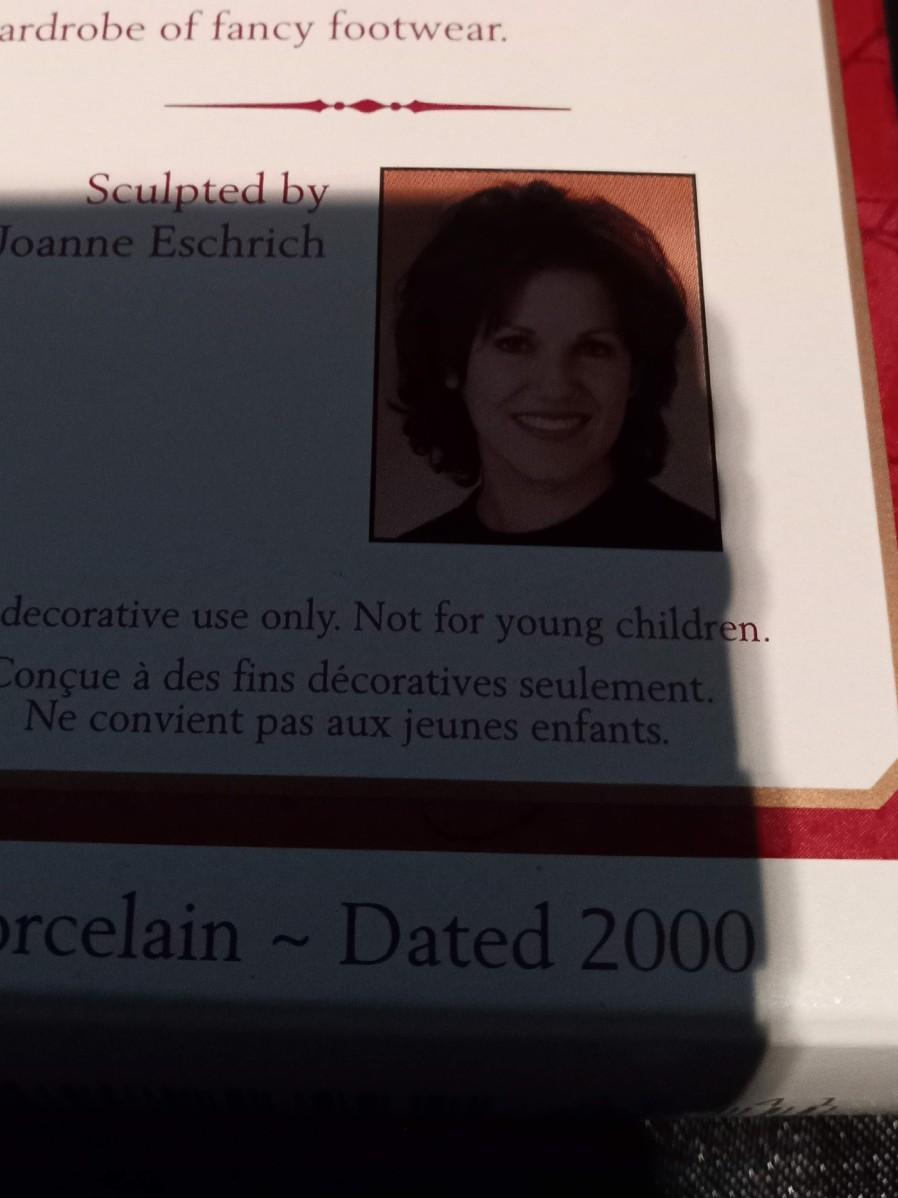 ardrobe of fancy footwear.
Sculpted by
Joanne Eschrich
decorative use only. Not for young children.
Conçue à des fins décoratives seulement.
Ne convient pas aux jeunes enfants.
orcelain ~ Dated 2000